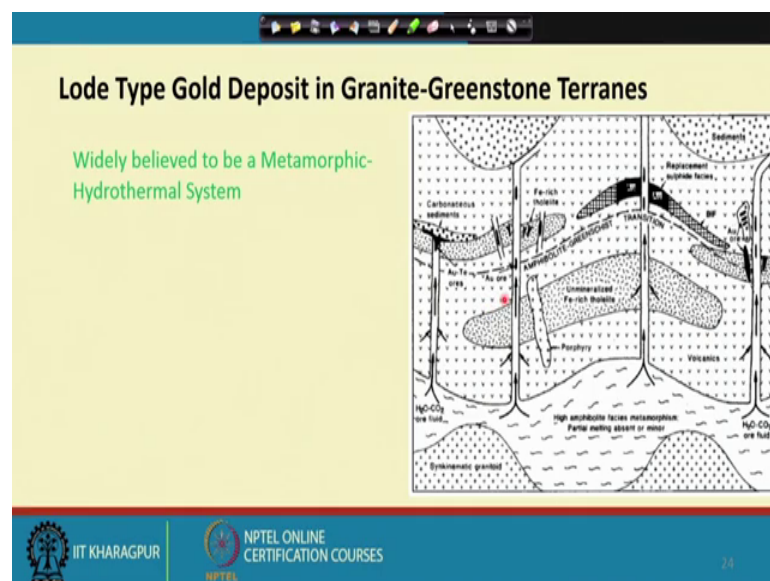 Lode Type Gold Deposit in Granite-Greenstone Terranes
Widely believed to be a Metamorphic-
Hydrothermal System
Sediments
Replacement
sulphide facies
Carbonaceous
sediments
Fe-rich
tholeiite
BIF
AMPHIBOLITE-GREENSCHIST TRANSITION
Au-Te
ores
Au ore
Unmineralized
Fe-rich tholeiite
Porphyry
Volcanics
H₂O-CO₂
ore fluid
High amphibolite facies metamorphism:
Partial melting absent or minor
H₂O-CO₂
ore fluid
Synkinematic granitoid
IIT KHARAGPUR
NPTEL
NPTEL ONLINE
CERTIFICATION COURSES
24